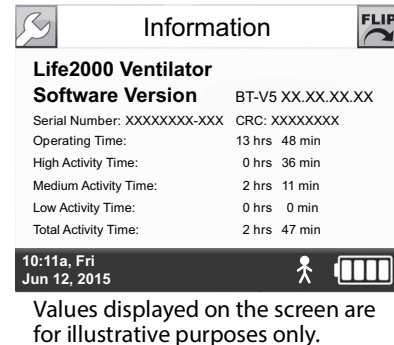 Information
FLIP
Life2000 Ventilator
Software Version BT-V5 XX.XX.XX.XX
Serial Number: XXXXXXXX-XXX CRC: XXXXXXXX
Operating Time: 13 hrs 48 min
High Activity Time: 0 hrs 36 min
Medium Activity Time: 2 hrs 11 min
Low Activity Time: 0 hrs 0 min
Total Activity Time: 2 hrs 47 min
10:11a, Fri
Jun 12, 2015
Values displayed on the screen are
for illustrative purposes only.